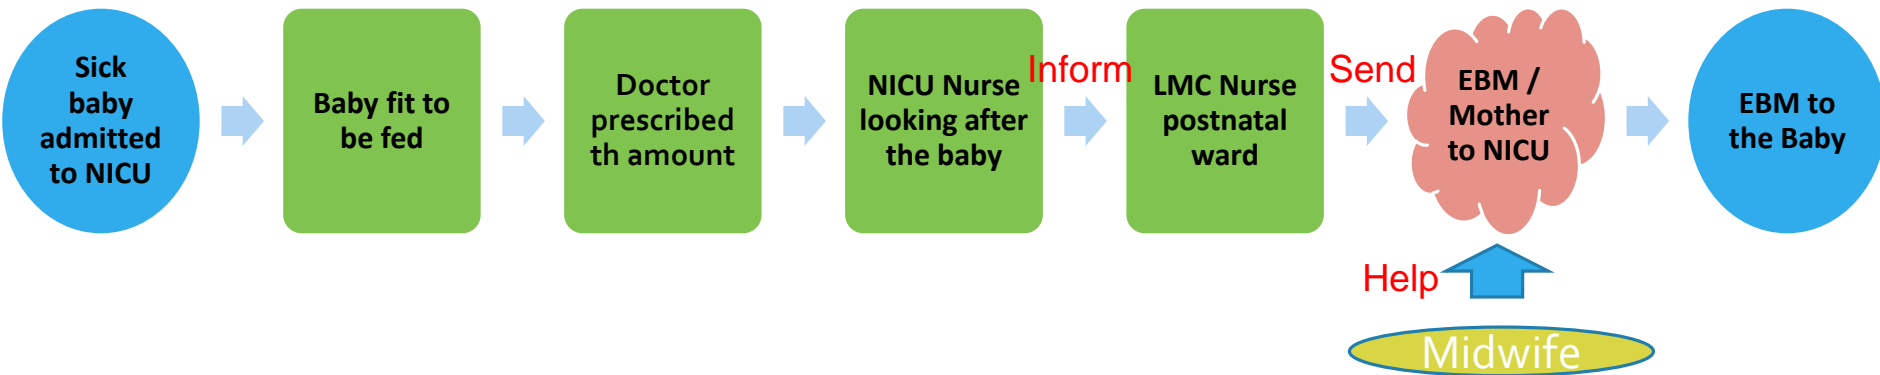 Sick
baby
admitted
to NICU
Baby fit to
be fed
Doctor
prescribed
th amount
NICU Nurse
looking after
the baby
Inform
LMC Nurse
postnatal
ward
Send
EBM /
Mother
to NICU
EBM to
the Baby
Help
Midwife